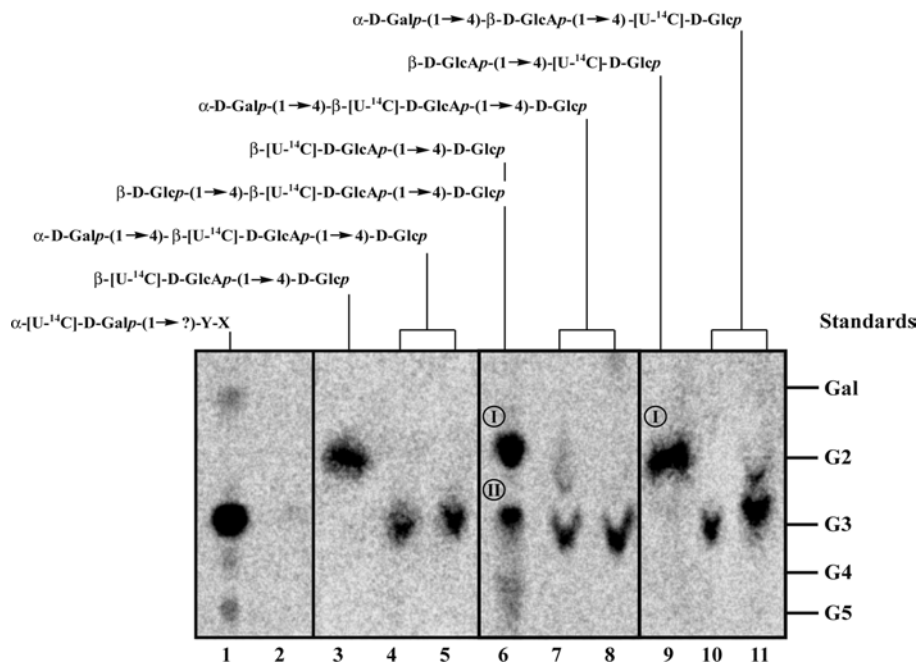 α-D-Galp-(1→4)-β-D-GlcAp-(1→4)-[U-¹⁴C]-D-Glcp
β-D-GlcAp-(1→4)-[U-¹⁴C]-D-Glcp
α-D-Galp-(1→4)-β-[U-¹⁴C]-D-GlcAp-(1→4)-D-Glcp
β-[U-¹⁴C]-D-GlcAp-(1→4)-D-Glcp
β-D-Glcp-(1→4)-β-[U-¹⁴C]-D-GlcAp-(1→4)-D-Glcp
α-D-Galp-(1→4)- β-[U-¹⁴C]-D-GlcAp-(1→4)-D-Glcp
β-[U-¹⁴C]-D-GlcAp-(1→4)-D-Glcp
α-[U-¹⁴C]-D-Galp-(1→?)-Y-X
Standards
Gal
I I
G2
II
G3
G4
G5
1 2 3 4 5 6 7 8 9 10 11